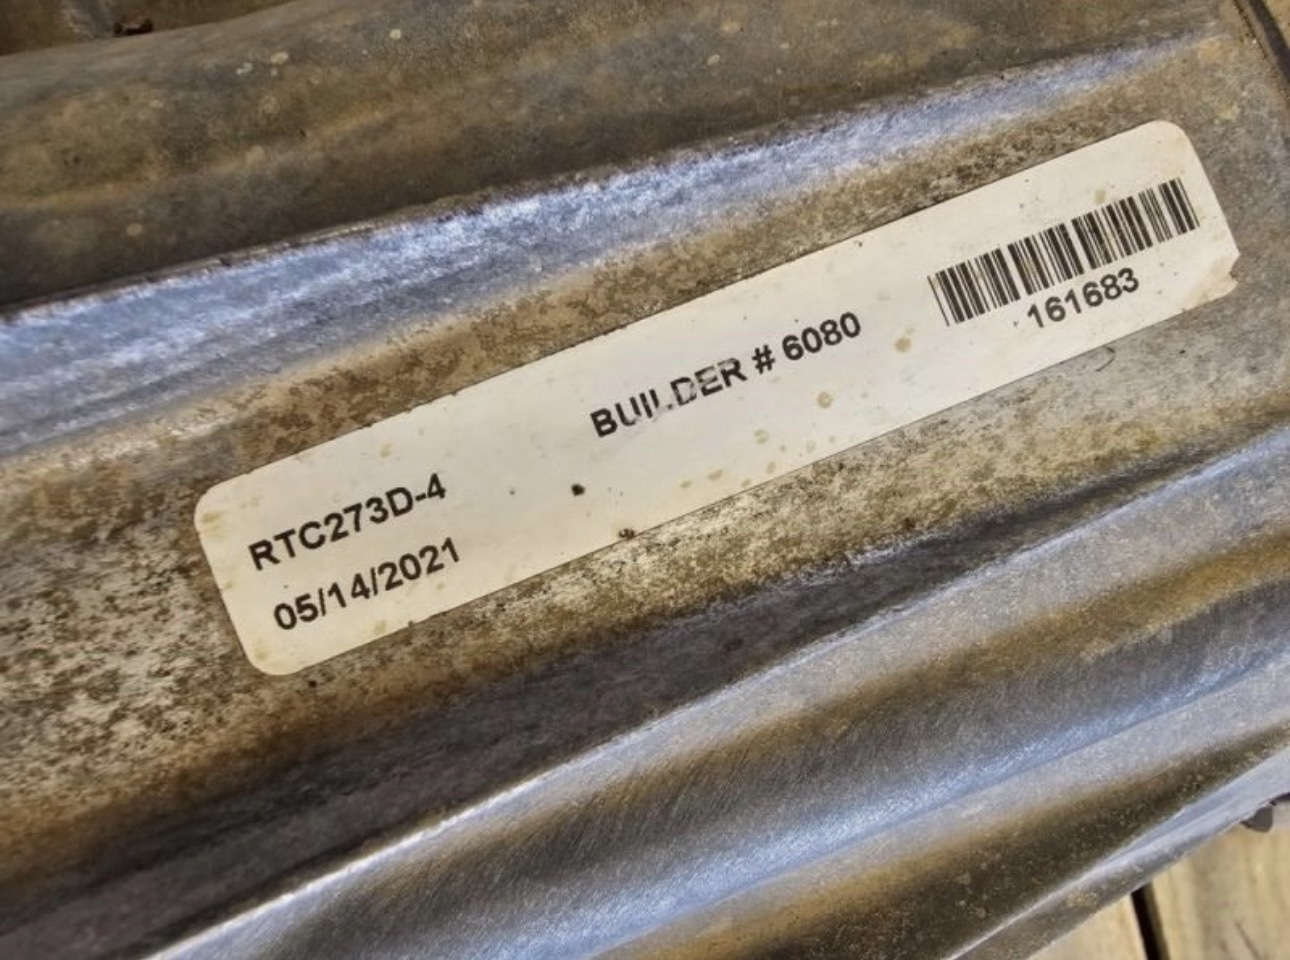 RTC273D-4
05/14/2021
BUILDER # 6080
161683